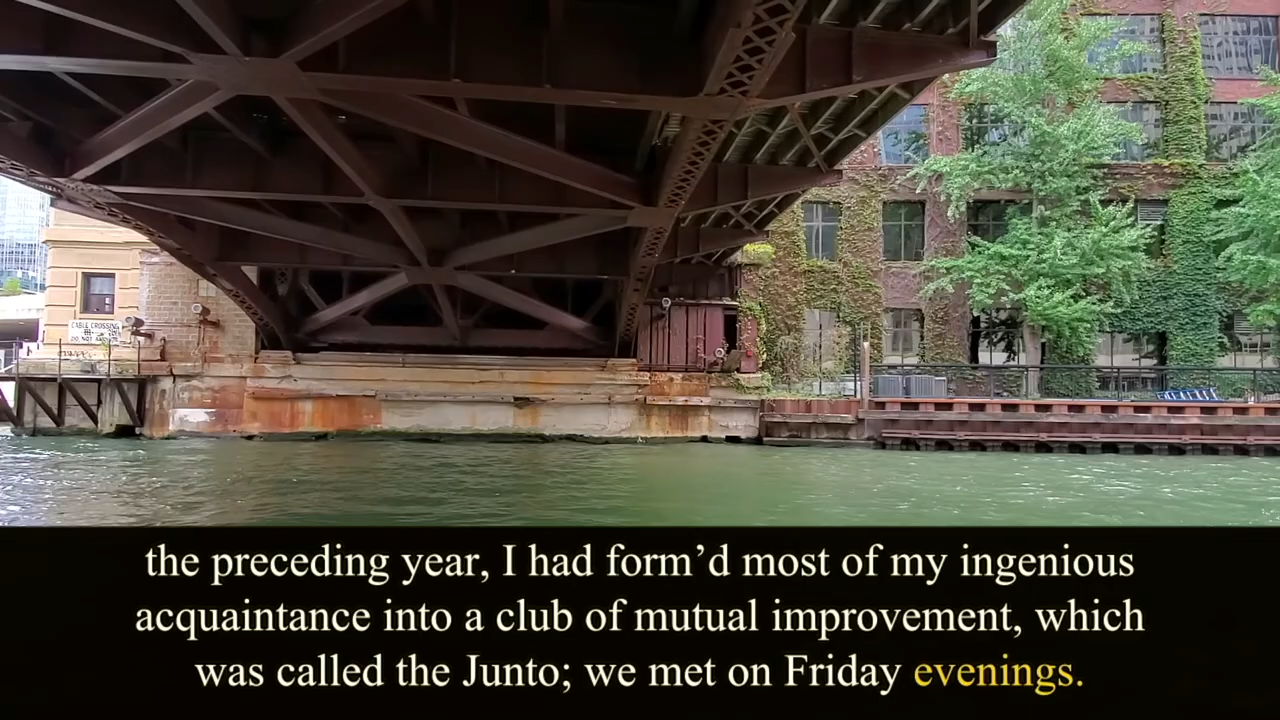 CABLE CROSSING
the preceding year, I had form’d most of my ingenious
acquaintance into a club of mutual improvement, which
was called the Junto; we met on Friday evenings.